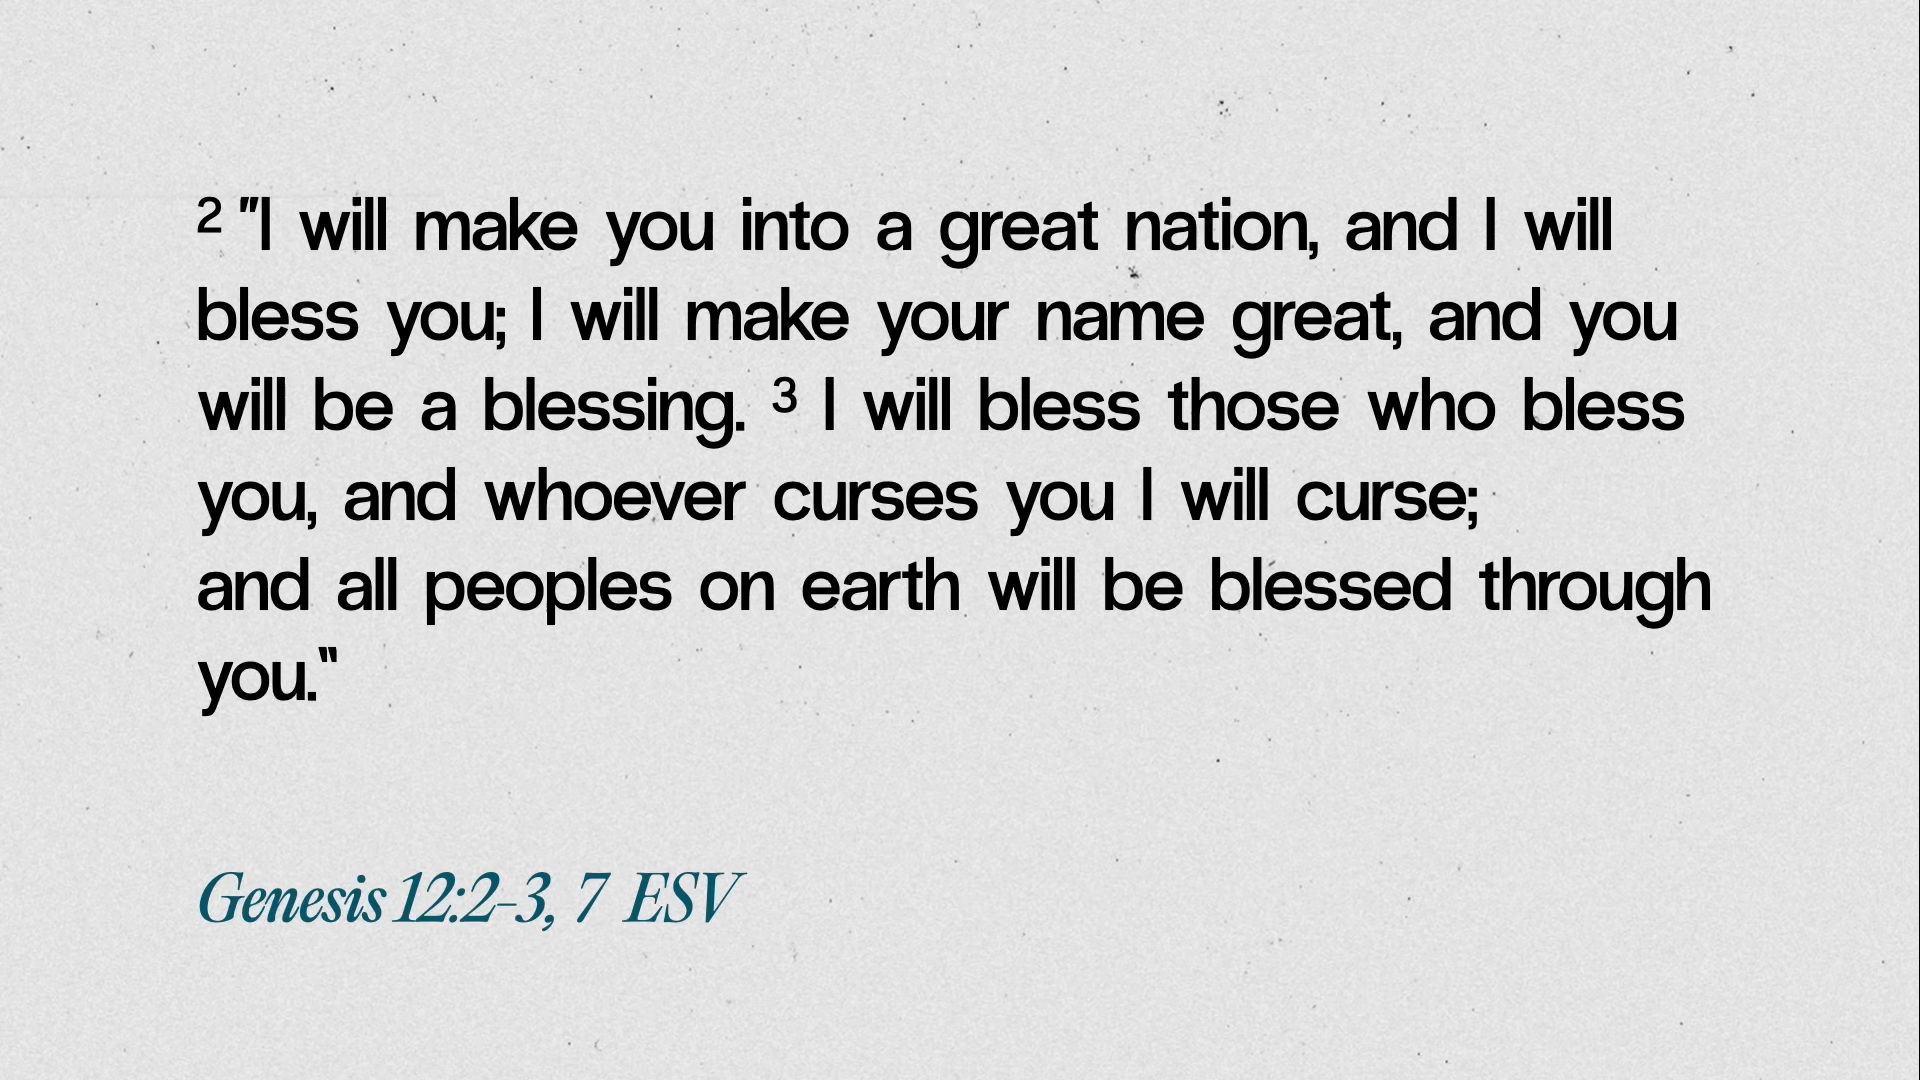 ² "I will make you into a great nation, and I will
bless you; I will make your name great, and you
will be a blessing. ³ I will bless those who bless
you, and whoever curses you I will curse;
and all peoples on earth will be blessed through
you."
Genesis 12:2-3, 7 ESV